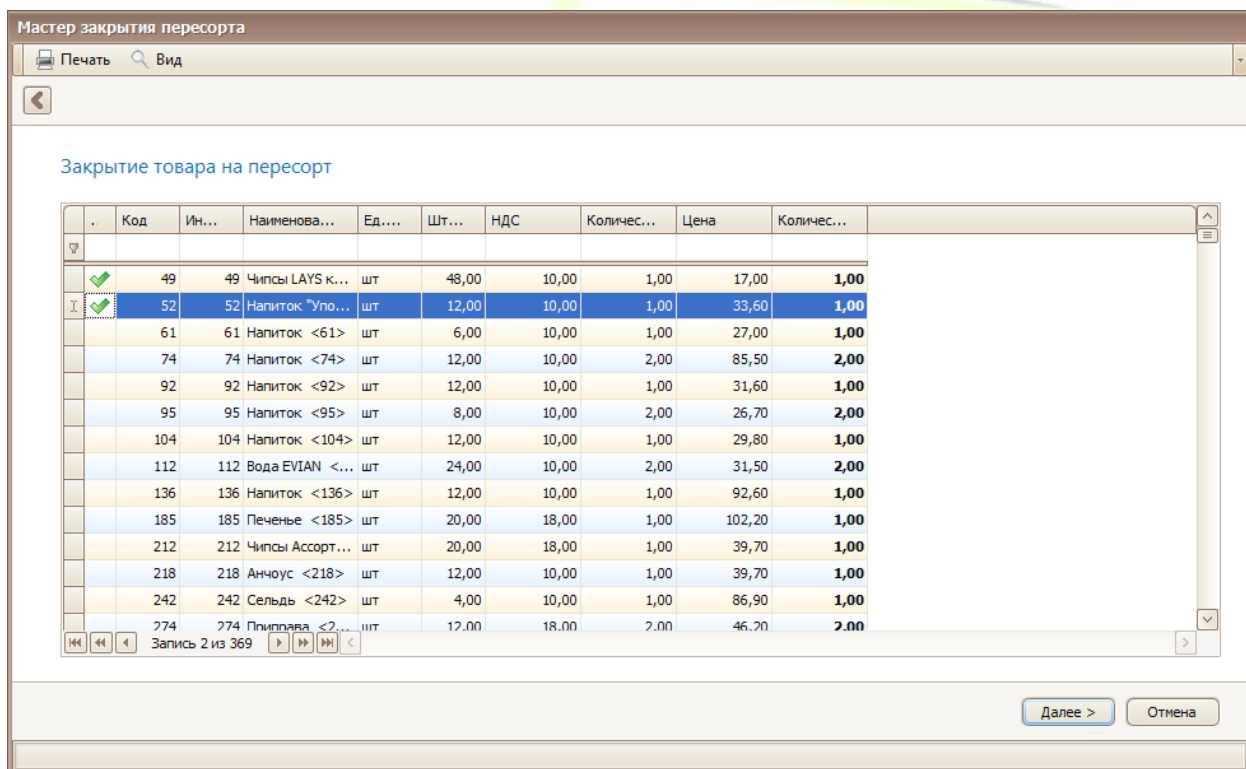 Мастер закрытия пересорта
Печать Вид
Закрытие товара на пересорт
.. Код Ин... Наименова... Ед.... Шт... НДС Количес... Цена Количес...
49 49 Чипсы LAYS к... шт 48,00 10,00 1,00 17,00 1,00
52 52 Напиток "Упо... шт 12,00 10,00 1,00 33,60 1,00
61 61 Напиток <61> шт 6,00 10,00 1,00 27,00 1,00
74 74 Напиток <74> шт 12,00 10,00 2,00 85,50 2,00
92 92 Напиток <92> шт 12,00 10,00 1,00 31,60 1,00
95 95 Напиток <95> шт 8,00 10,00 2,00 26,70 2,00
104 104 Напиток <104> шт 12,00 10,00 1,00 29,80 1,00
112 112 Вода EVIAN <... шт 24,00 10,00 2,00 31,50 2,00
136 136 Напиток <136> шт 12,00 10,00 1,00 92,60 1,00
185 185 Печенье <185> шт 20,00 18,00 1,00 102,20 1,00
212 212 Чипсы Ассорт... шт 20,00 18,00 1,00 39,70 1,00
218 218 Анчоус <218> шт 12,00 10,00 1,00 39,70 1,00
242 242 Сельдь <242> шт 4,00 10,00 1,00 86,90 1,00
274 274 Приправа <2... шт 12,00 18,00 2,00 46,20 2,00
Запись 2 из 369
Далее > Отмена